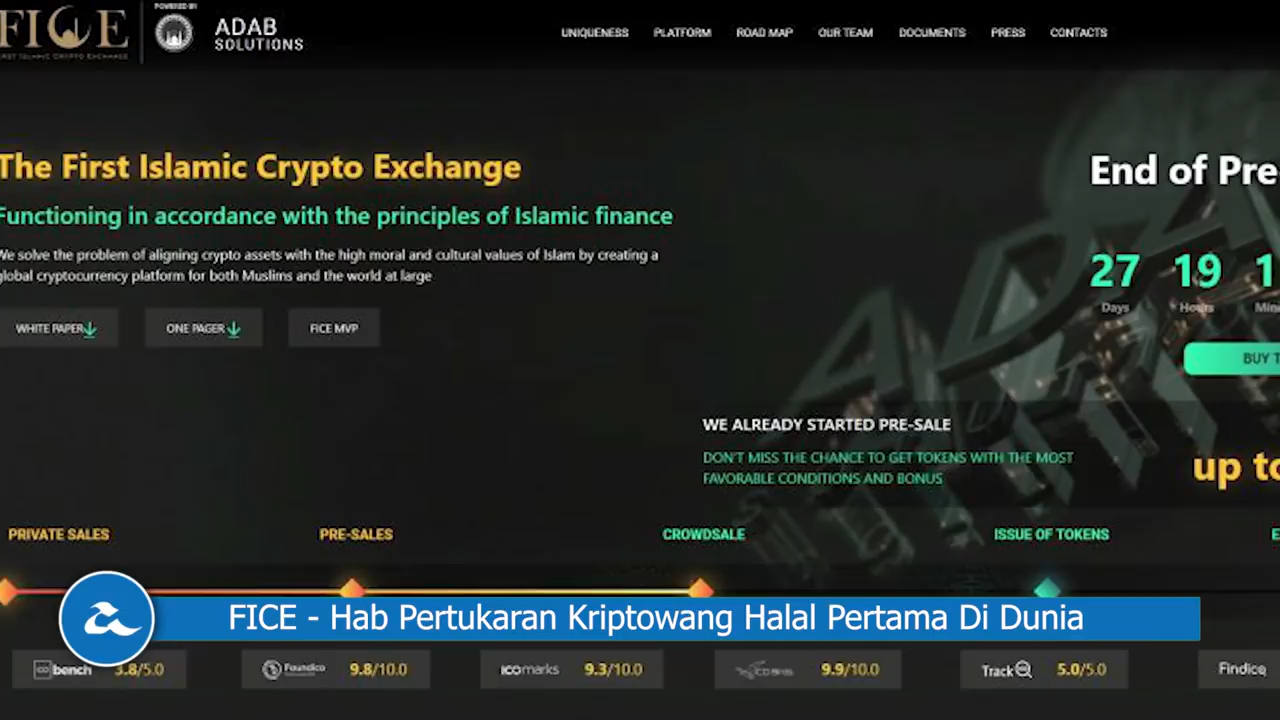 FICE
FIRST ISLAMIC CRYPTO EXCHANGE
POWERED BY
ADAB
SOLUTIONS
UNIQUENESS PLATFORM ROAD MAP OUR TEAM DOCUMENTS PRESS CONTACTS
The First Islamic Crypto Exchange
Functioning in accordance with the principles of Islamic finance
We solve the problem of aligning crypto assets with the high moral and cultural values of Islam by creating a
global cryptocurrency platform for both Muslims and the world at large
WHITE PAPER ONE PAGER FICE MVP
End of Pre-
27 19 1
Days Hours Min
BUY T
WE ALREADY STARTED PRE-SALE
DON'T MISS THE CHANCE TO GET TOKENS WITH THE MOST
FAVORABLE CONDITIONS AND BONUS
up to
PRIVATE SALES PRE-SALES CROWDSALE ISSUE OF TOKENS E
FICE - Hab Pertukaran Kriptowang Halal Pertama Di Dunia
bench 3.8/5.0 Foundico 9.8/10.0 ICOmarks 9.3/10.0 9.9/10.0 Track 5.0/5.0 Findico